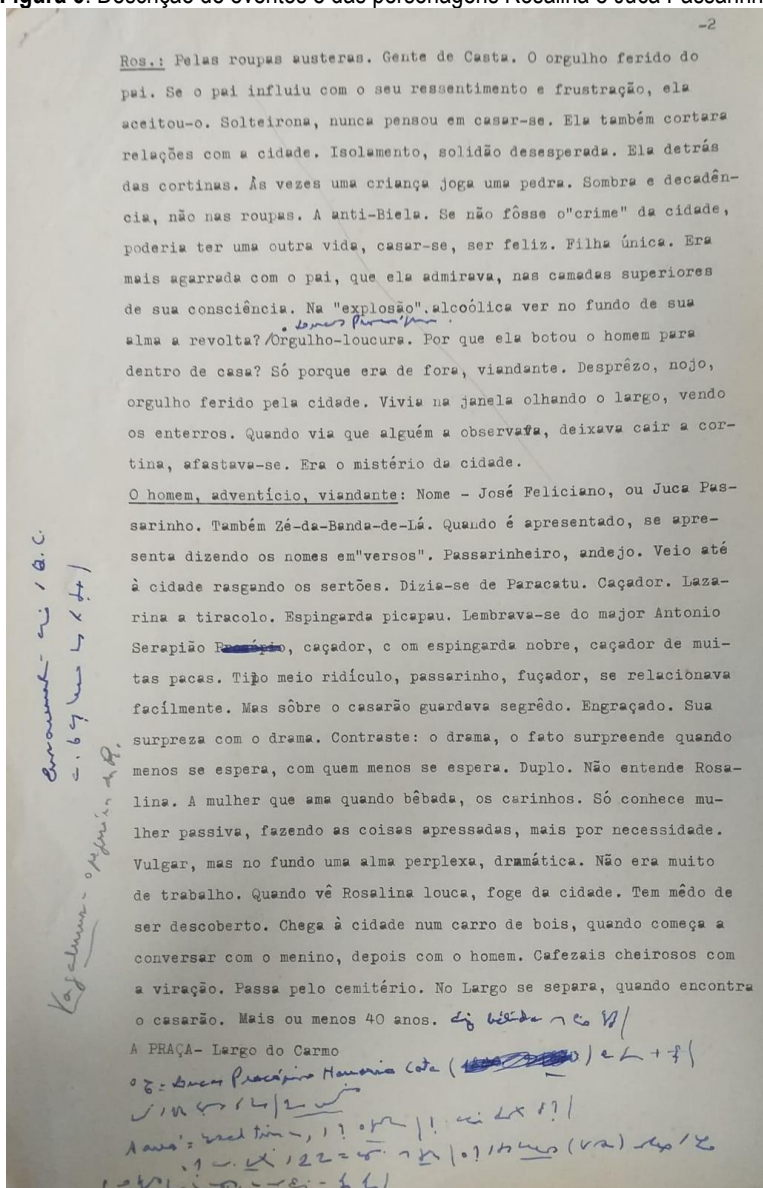 Figura 5. Descrição de eventos e das personagens Rosalina e Juca Passarinh
-2
Ros.: Pelas roupas austeras. Gente de Casta. O orgulho ferido do
pai. Se o pai influiu com o seu ressentimento e frustração, ela
aceitou-o. Solteirona, nunca pensou em casar-se. Ela também cortara
relações com a cidade. Isolamento, solidão desesperada. Ela detrás
das cortinas. Às vezes uma criança joga uma pedra. Sombra e decadên-
cia, não nas roupas. A anti-Biela. Se não fôsse o"crime" da cidade,
poderia ter uma outra vida, casar-se, ser feliz. Filha única. Era
mais agarrada com o pai, que ela admirava, nas camadas superiores
de sua consciência. Na "explosão".alcoólica ver no fundo de sua
alma a revolta?/Orgulho-loucura. Por que ela botou o homem para
dentro de casa? Só porque era de fora, viandante. Desprêzo, nojo,
orgulho ferido pela cidade. Vivia na janela olhando o largo, vendo
os enterros. Quando via que alguém a observava, deixava cair a cor-
tina, afastava-se. Era o mistério da cidade.
O homem, adventício, viandante: Nome - José Feliciano, ou Juca Pas-
sarinho. Também Zé-da-Banda-de-Lá. Quando é apresentado, se apre-
senta dizendo os nomes em"versos". Passarinheiro, andejo. Veio até
à cidade rasgando os sertões. Dizia-se de Paracatu. Caçador. Laza-
rina a tiracolo. Espingarda picapau. Lembrava-se do major Antonio
Serapião , caçador, c om espingarda nobre, caçador de mui-
tas pacas. Tipo meio ridículo, passarinho, fuçador, se relacionava
facílmente. Mas sôbre o casarão guardava segrêdo. Engraçado. Sua
surpreza com o drama. Contraste: o drama, o fato surpreende quando
menos se espera, com quem menos se espera. Duplo. Não entende Rosa-
lina. A mulher que ama quando bêbada, os carinhos. Só conhece mu-
lher passiva, fazendo as coisas apressadas, mais por necessidade.
Vulgar, mas no fundo uma alma perplexa, dramática. Não era muito
de trabalho. Quando vê Rosalina louca, foge da cidade. Tem mêdo de
ser descoberto. Chega à cidade num carro de bois, quando começa a
conversar com o menino, depois com o homem. Cafezais cheirosos com
a viração. Passa pelo cemitério. No Largo se separa, quando encontra
o casarão. Mais ou menos 40 anos.
A PRAÇA- Largo do Carmo
Lucas Procópio Honório Cota